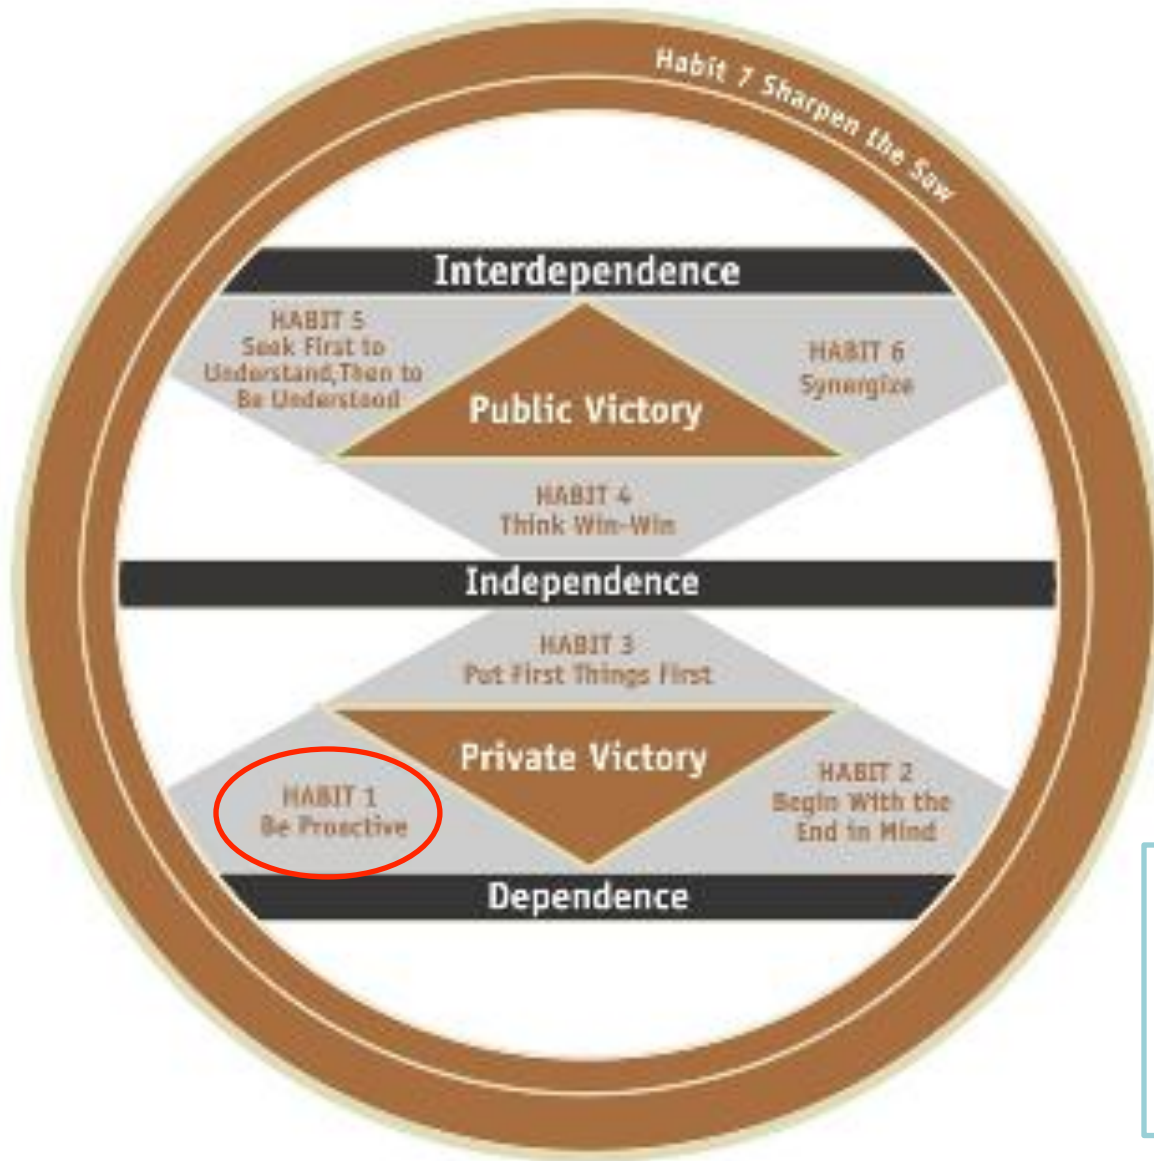 Habit 7 Sharpen the Saw
Interdependence
HABIT 5
Seek First to
Understand,Then to
Be Understood
HABIT 6
Synergize
Public Victory
HABIT 4
Think Win-Win
Independence
HABIT 3
Put First Things First
Private Victory
HABIT 1
Be Proactive
HABIT 2
Begin With the
End in Mind
Dependence